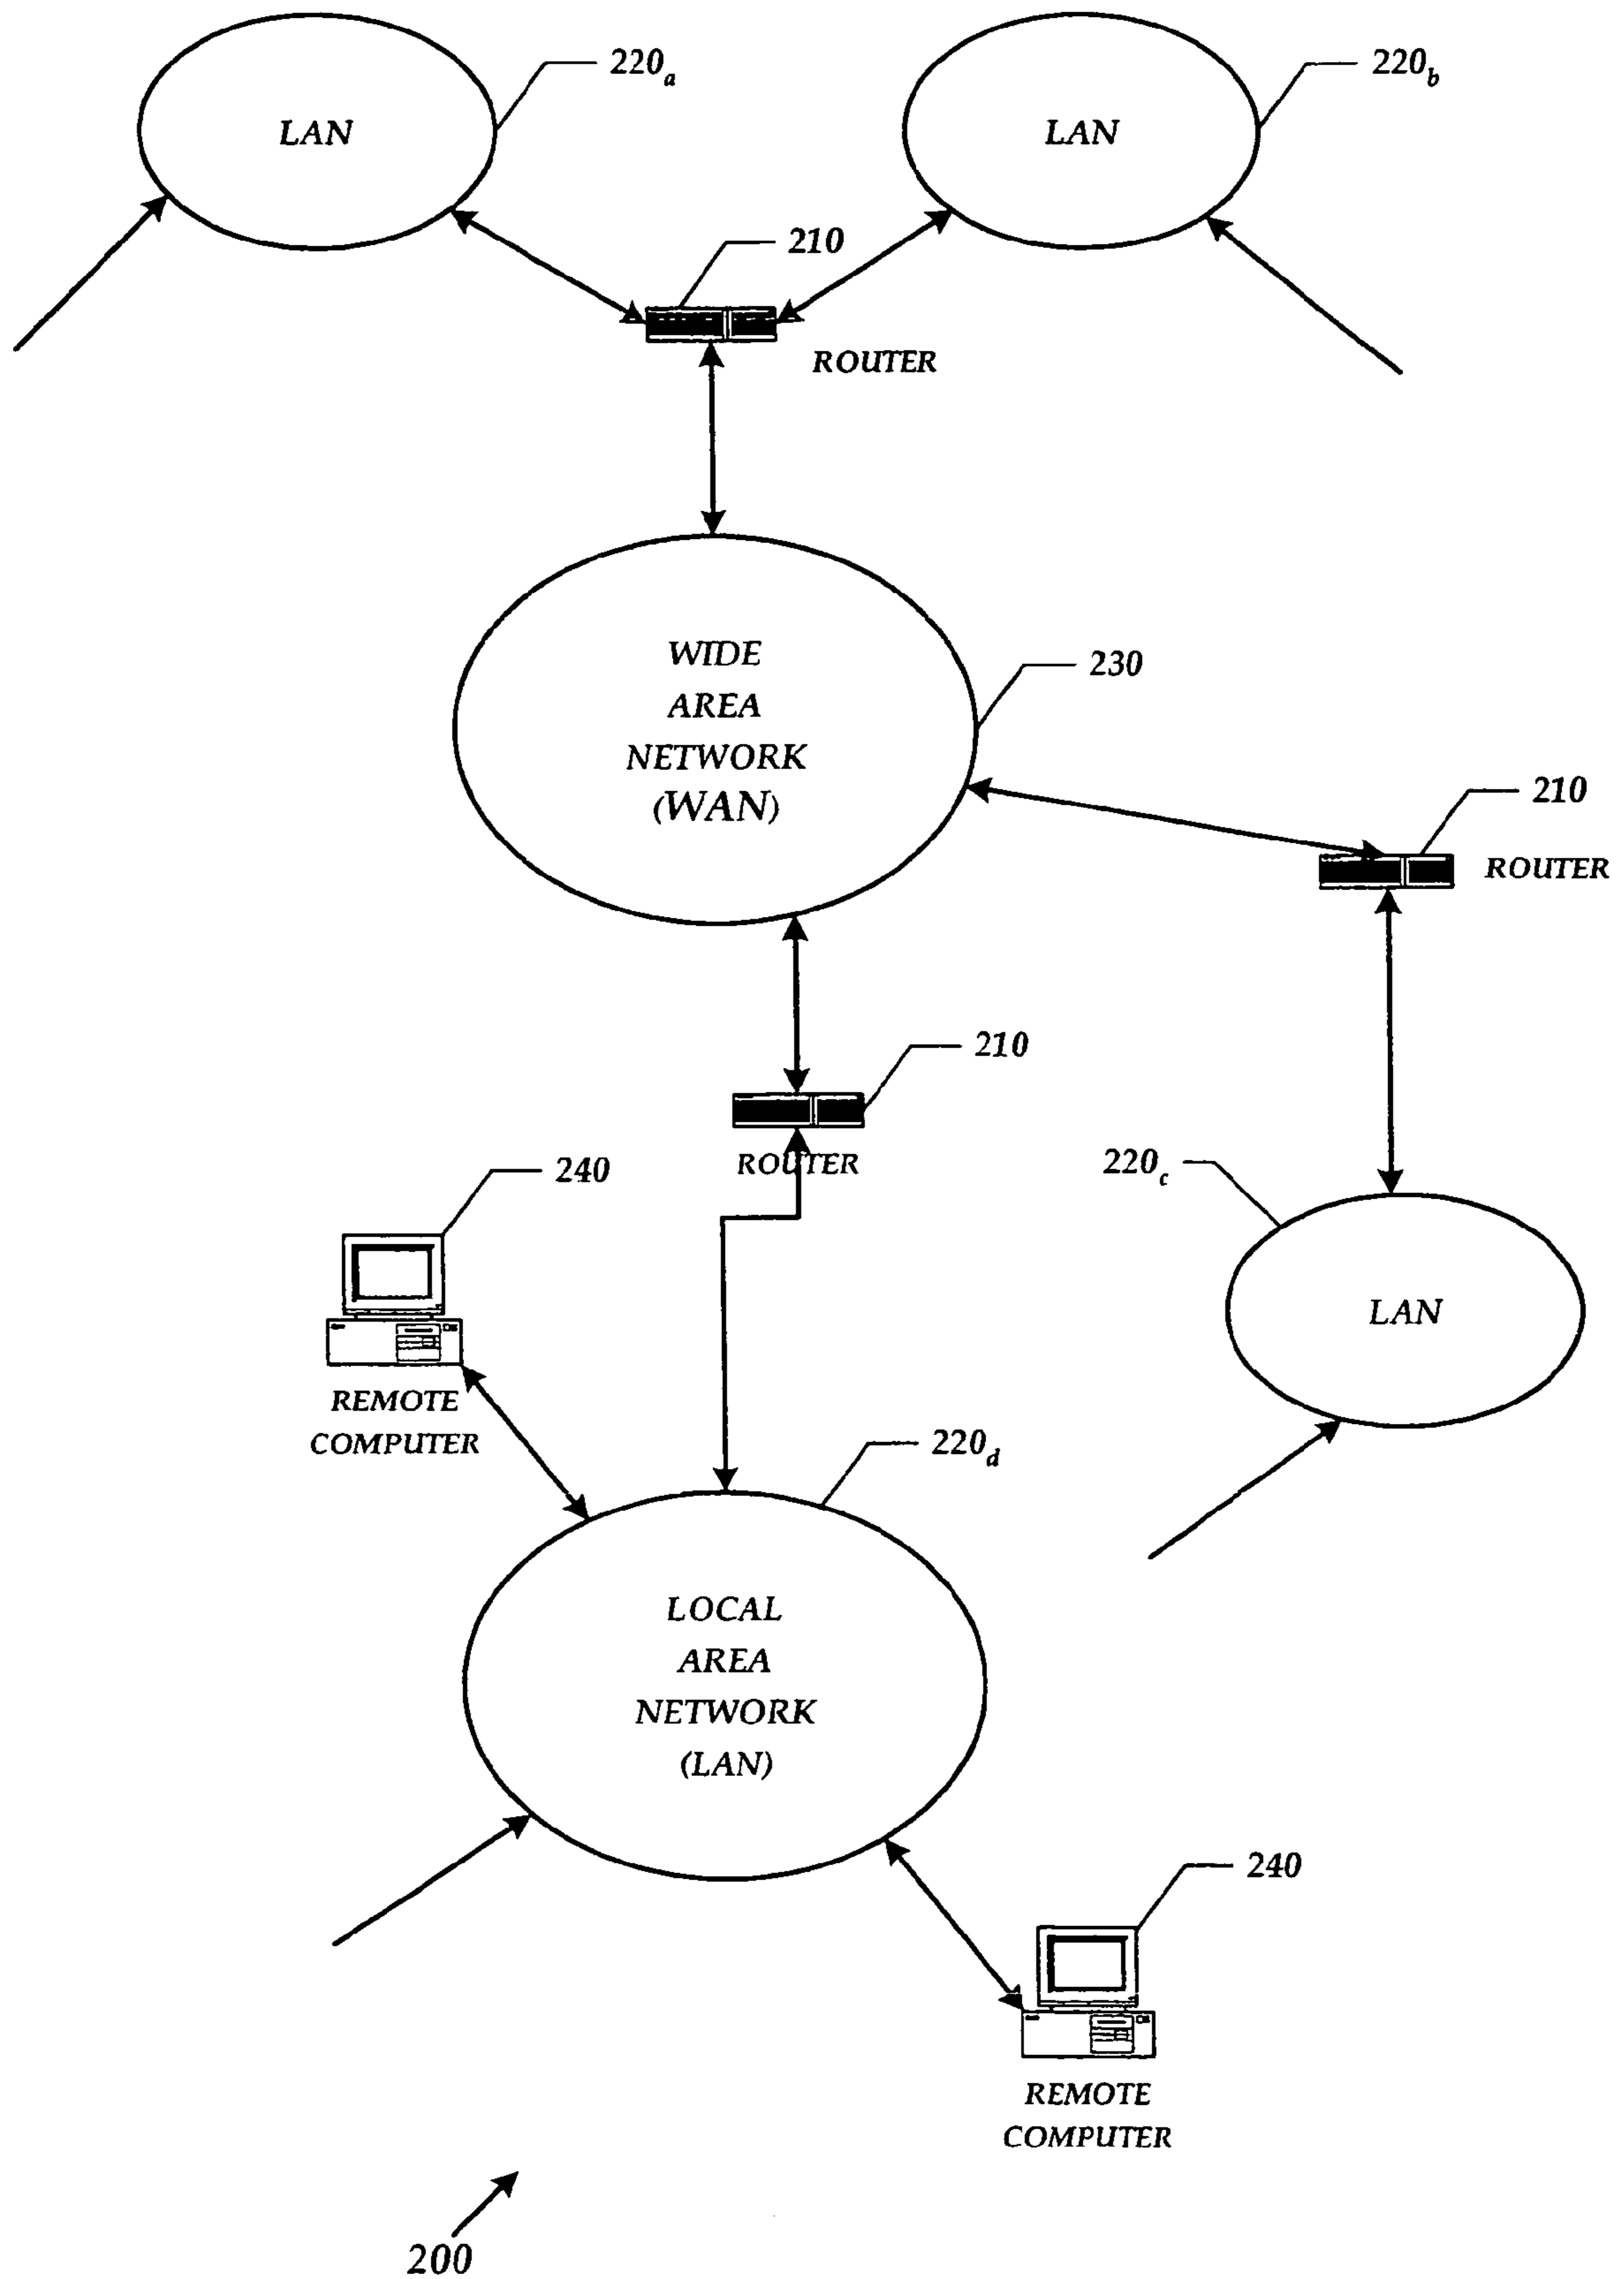 220a
220b
LAN
LAN
210
ROUTER
WIDE
AREA
NETWORK
(WAN)
230
210
ROUTER
210
ROUTER
240
220c
REMOTE
COMPUTER
LAN
220d
LOCAL
AREA
NETWORK
(LAN)
240
REMOTE
COMPUTER
200